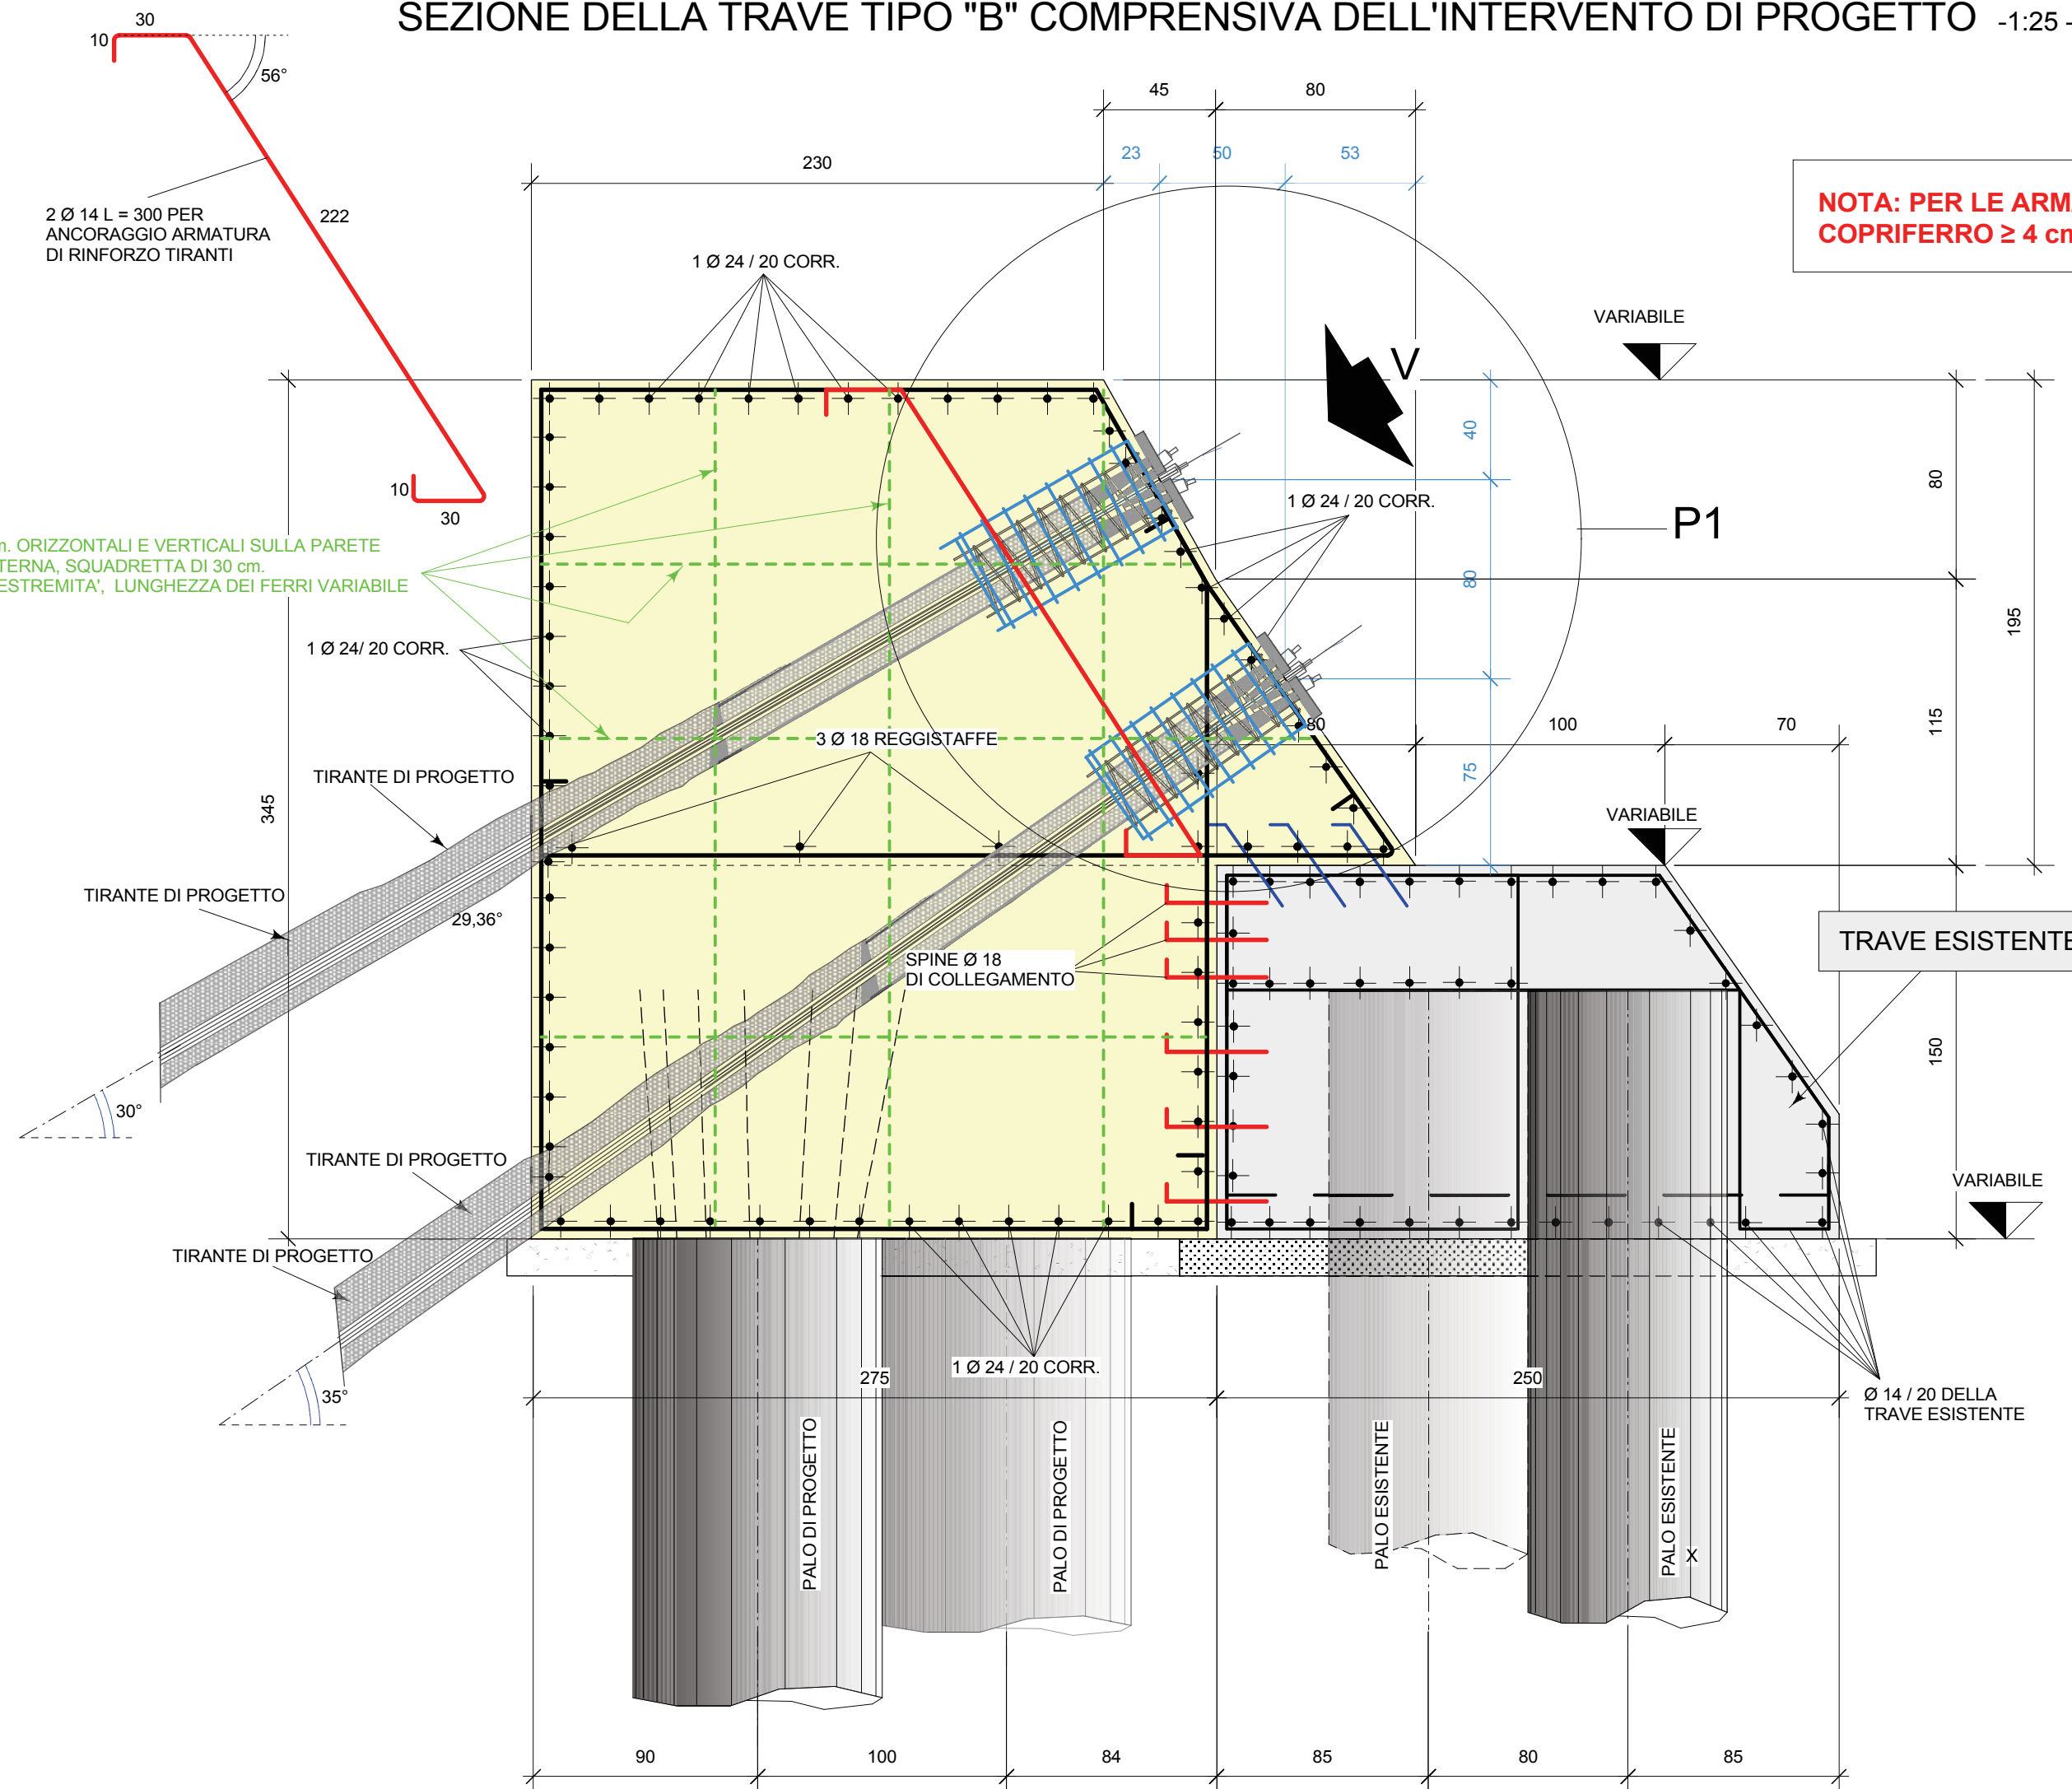 SEZIONE DELLA TRAVE TIPO "B" COMPRENSIVA DELL'INTERVENTO DI PROGETTO -1:25 -
30
10
56°
222
2 Ø 14 L = 300 PER
ANCORAGGIO ARMATURA
DI RINFORZO TIRANTI
10
30
45
80
23
50
53
230
NOTA: PER LE ARM
COPRIFERRO ≥ 4 cm
1 Ø 24 / 20 CORR.
VARIABILE
V
40
80
1 Ø 24 / 20 CORR.
P1
ORIZZONTALI E VERTICALI SULLA PARETE
TERNA, SQUADRETTA DI 30 cm.
ESTREMITA', LUNGHEZZA DEI FERRI VARIABILE
80
195
1 Ø 24/ 20 CORR.
115
80
100
70
3 Ø 18 REGGISTAFFE
75
TIRANTE DI PROGETTO
345
VARIABILE
TIRANTE DI PROGETTO
29,36°
SPINE Ø 18
DI COLLEGAMENTO
TRAVE ESISTENTE
150
30°
TIRANTE DI PROGETTO
VARIABILE
TIRANTE DI PROGETTO
1 Ø 24 / 20 CORR.
275
250
35°
Ø 14 / 20 DELLA
TRAVE ESISTENTE
PALO DI PROGETTO
PALO DI PROGETTO
PALO ESISTENTE
PALO ESISTENTE
X
90
100
84
85
80
85